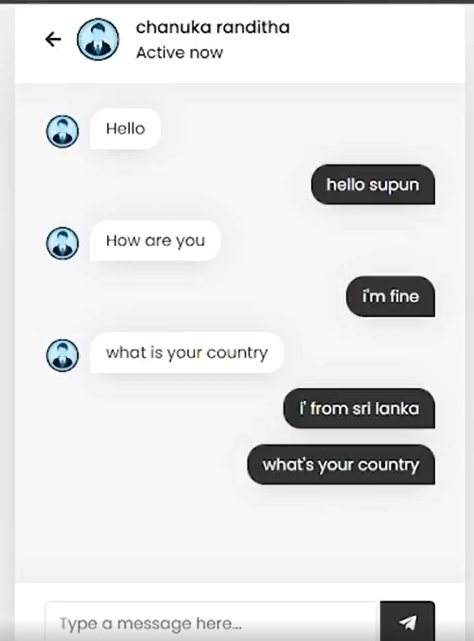 chanuka randitha
Active now
Hello
hello supun
How are you
i'm fine
what is your country
i' from sri lanka
what's your country
Type a message here...